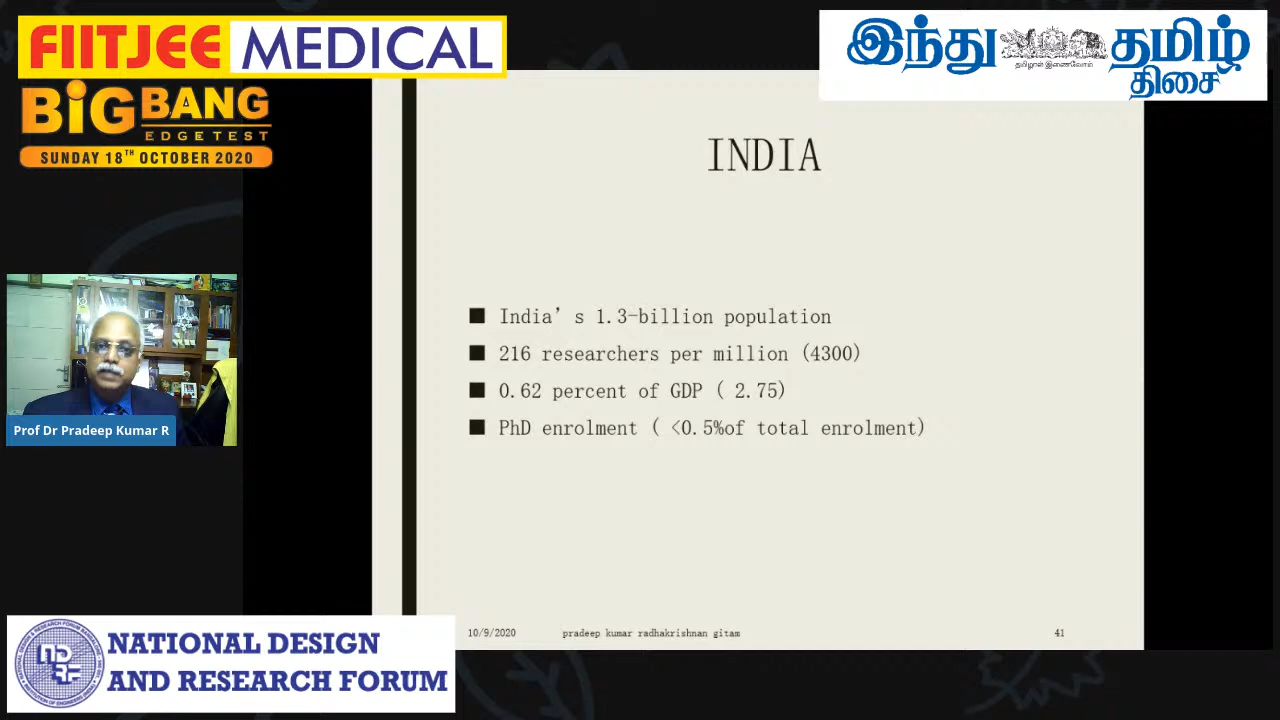 FIITJEE MEDICAL
BIG BANG
EDGE TEST
SUNDAY 18TH OCTOBER 2020
இந்து தமிழ்
திசை
INDIA
■ India’s 1.3-billion population
■ 216 researchers per million (4300)
■ 0.62 percent of GDP ( 2.75)
■ PhD enrolment ( <0.5%of total enrolment)
Prof Dr Pradeep Kumar R
NATIONAL DESIGN
AND RESEARCH FORUM
NDRF
10/9/2020 pradeep kumar radhakrishnan gitam 41